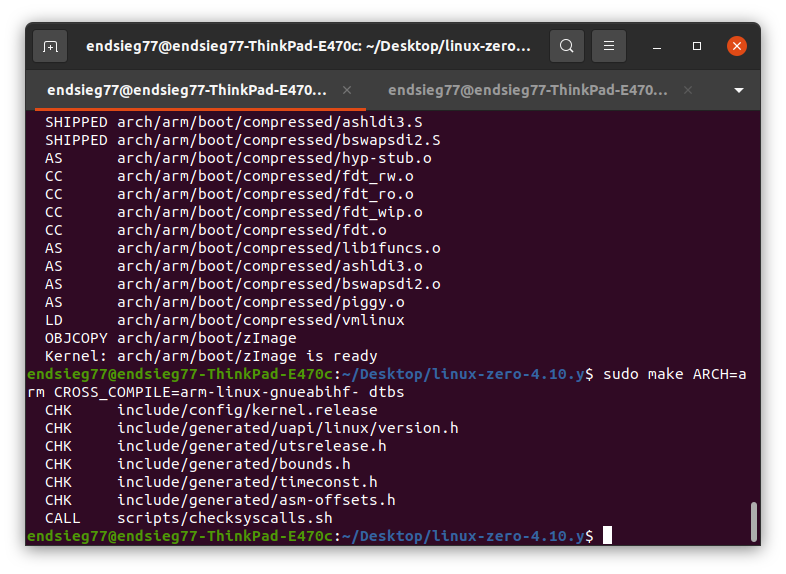 endsieg77@endsieg77-ThinkPad-E470c: ~/Desktop/linux-zero...
endsieg77@endsieg77-ThinkPad-E470... × endsieg77@endsieg77-ThinkPad-E470... ×
SHIPPED arch/arm/boot/compressed/ashldi3.S
SHIPPED arch/arm/boot/compressed/bswapsdi2.S
AS      arch/arm/boot/compressed/hyp-stub.o
CC      arch/arm/boot/compressed/fdt_rw.o
CC      arch/arm/boot/compressed/fdt_ro.o
CC      arch/arm/boot/compressed/fdt_wip.o
CC      arch/arm/boot/compressed/fdt.o
AS      arch/arm/boot/compressed/lib1funcs.o
AS      arch/arm/boot/compressed/ashldi3.o
AS      arch/arm/boot/compressed/bswapsdi2.o
AS      arch/arm/boot/compressed/piggy.o
LD      arch/arm/boot/compressed/vmlinux
OBJCOPY arch/arm/boot/zImage
Kernel: arch/arm/boot/zImage is ready
endsieg77@endsieg77-ThinkPad-E470c:~/Desktop/linux-zero-4.10.y$ sudo make ARCH=a
rm CROSS_COMPILE=arm-linux-gnueabihf- dtbs
CHK     include/config/kernel.release
CHK     include/generated/uapi/linux/version.h
CHK     include/generated/utsrelease.h
CHK     include/generated/bounds.h
CHK     include/generated/timeconst.h
CHK     include/generated/asm-offsets.h
CALL    scripts/checksyscalls.sh
endsieg77@endsieg77-ThinkPad-E470c:~/Desktop/linux-zero-4.10.y$